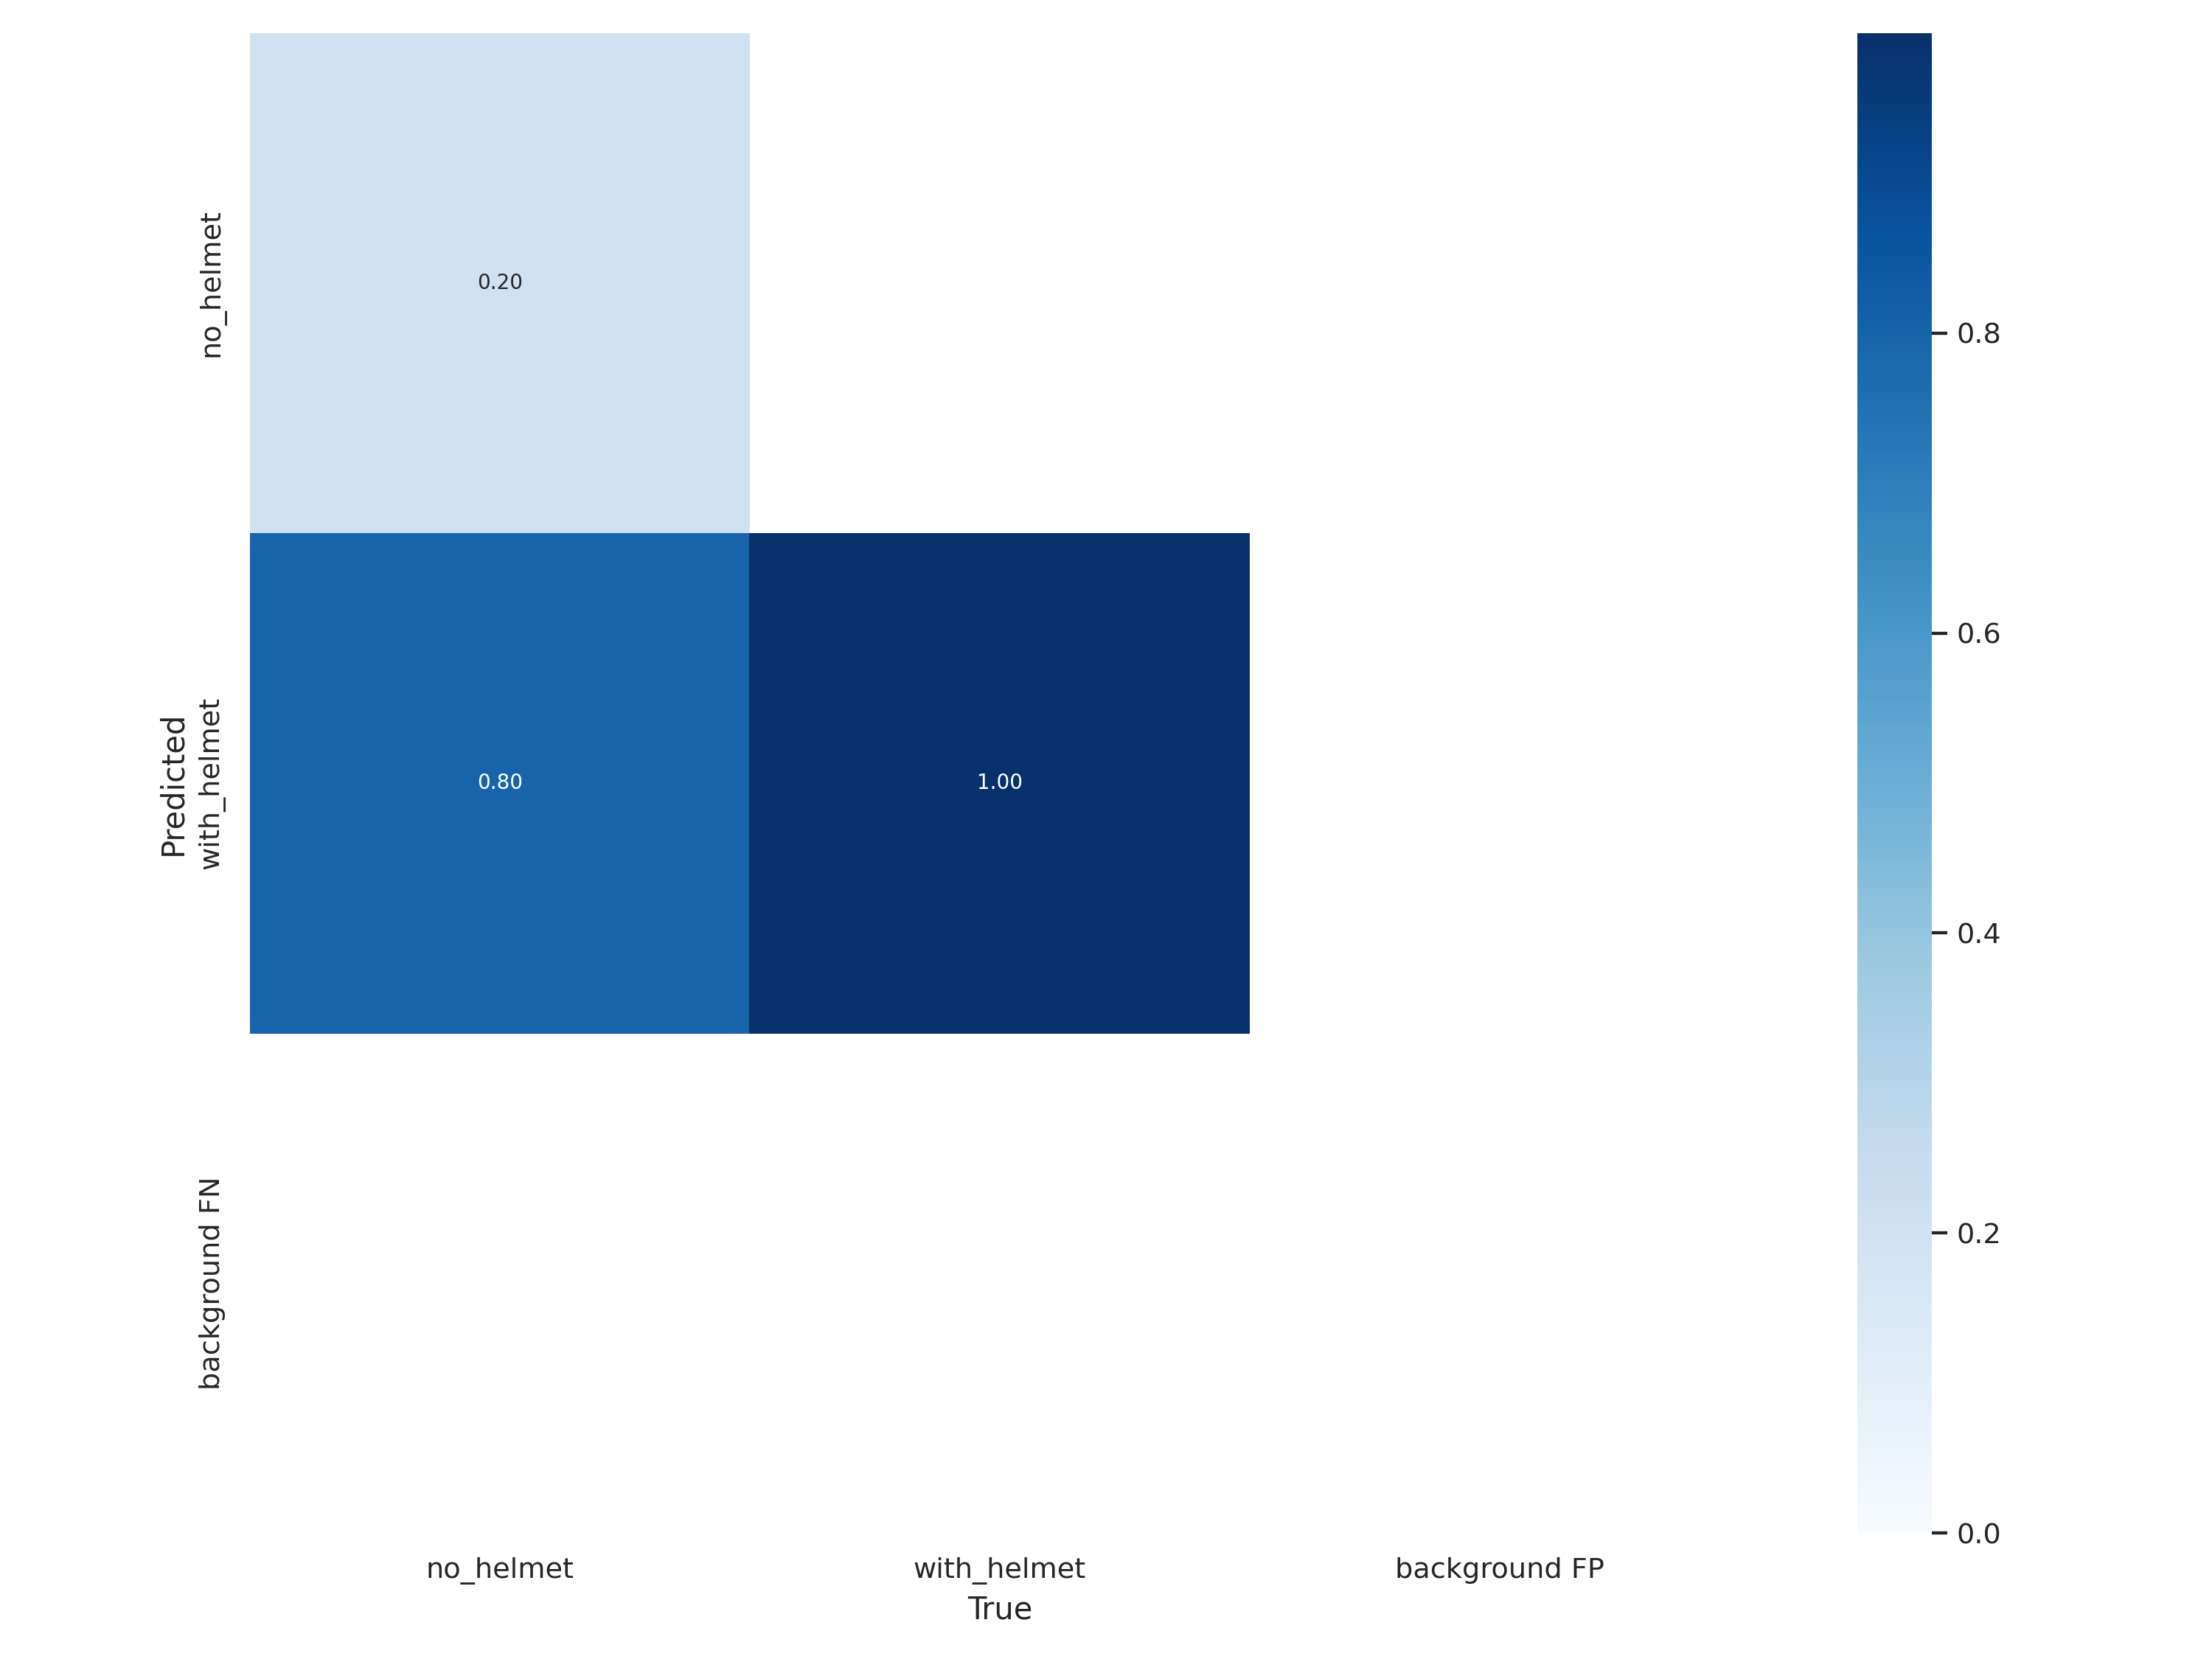 no_helmet
0.20
Predicted
with_helmet
0.80
1.00
background FN
no_helmet
with_helmet
background FP
True
0.8
0.6
0.4
0.2
0.0